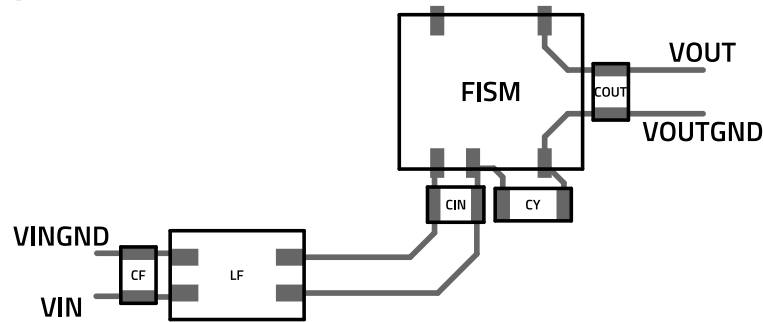 VOUT
FISM
COUT
VOUTGND
CIN
CY
VINGND
CF
LF
VIN